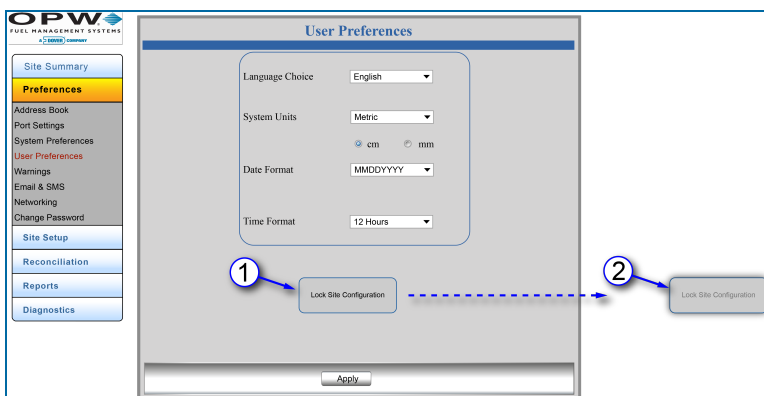 OPW
FUEL MANAGEMENT SYSTEMS
A DOVER COMPANY
Site Summary
Preferences
Address Book
Port Settings
System Preferences
User Preferences
Warnings
Email & SMS
Networking
Change Password
Site Setup
Reconciliation
Reports
Diagnostics
User Preferences
Language Choice English
System Units Metric
cm mm
Date Format MMDDYYYY
Time Format 12 Hours
1
Lock Site Configuration
2
Lock Site Configuration
Apply